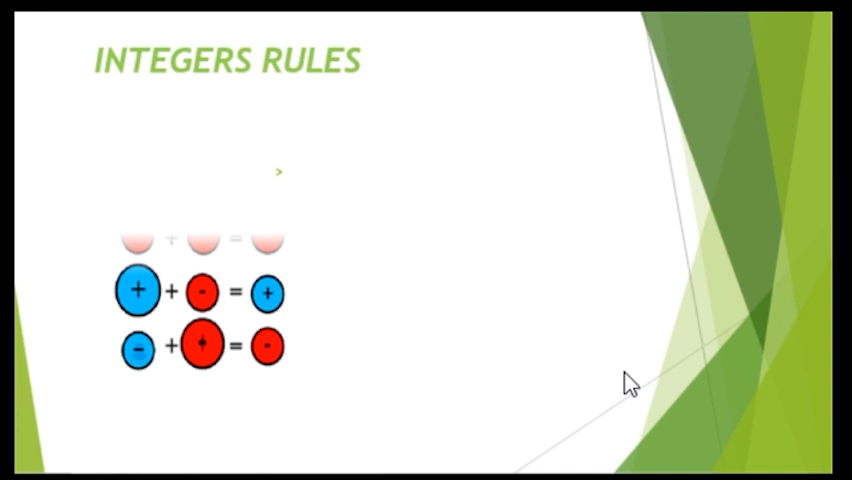 INTEGERS RULES
>
+ =
+ + - = +
- + + = -